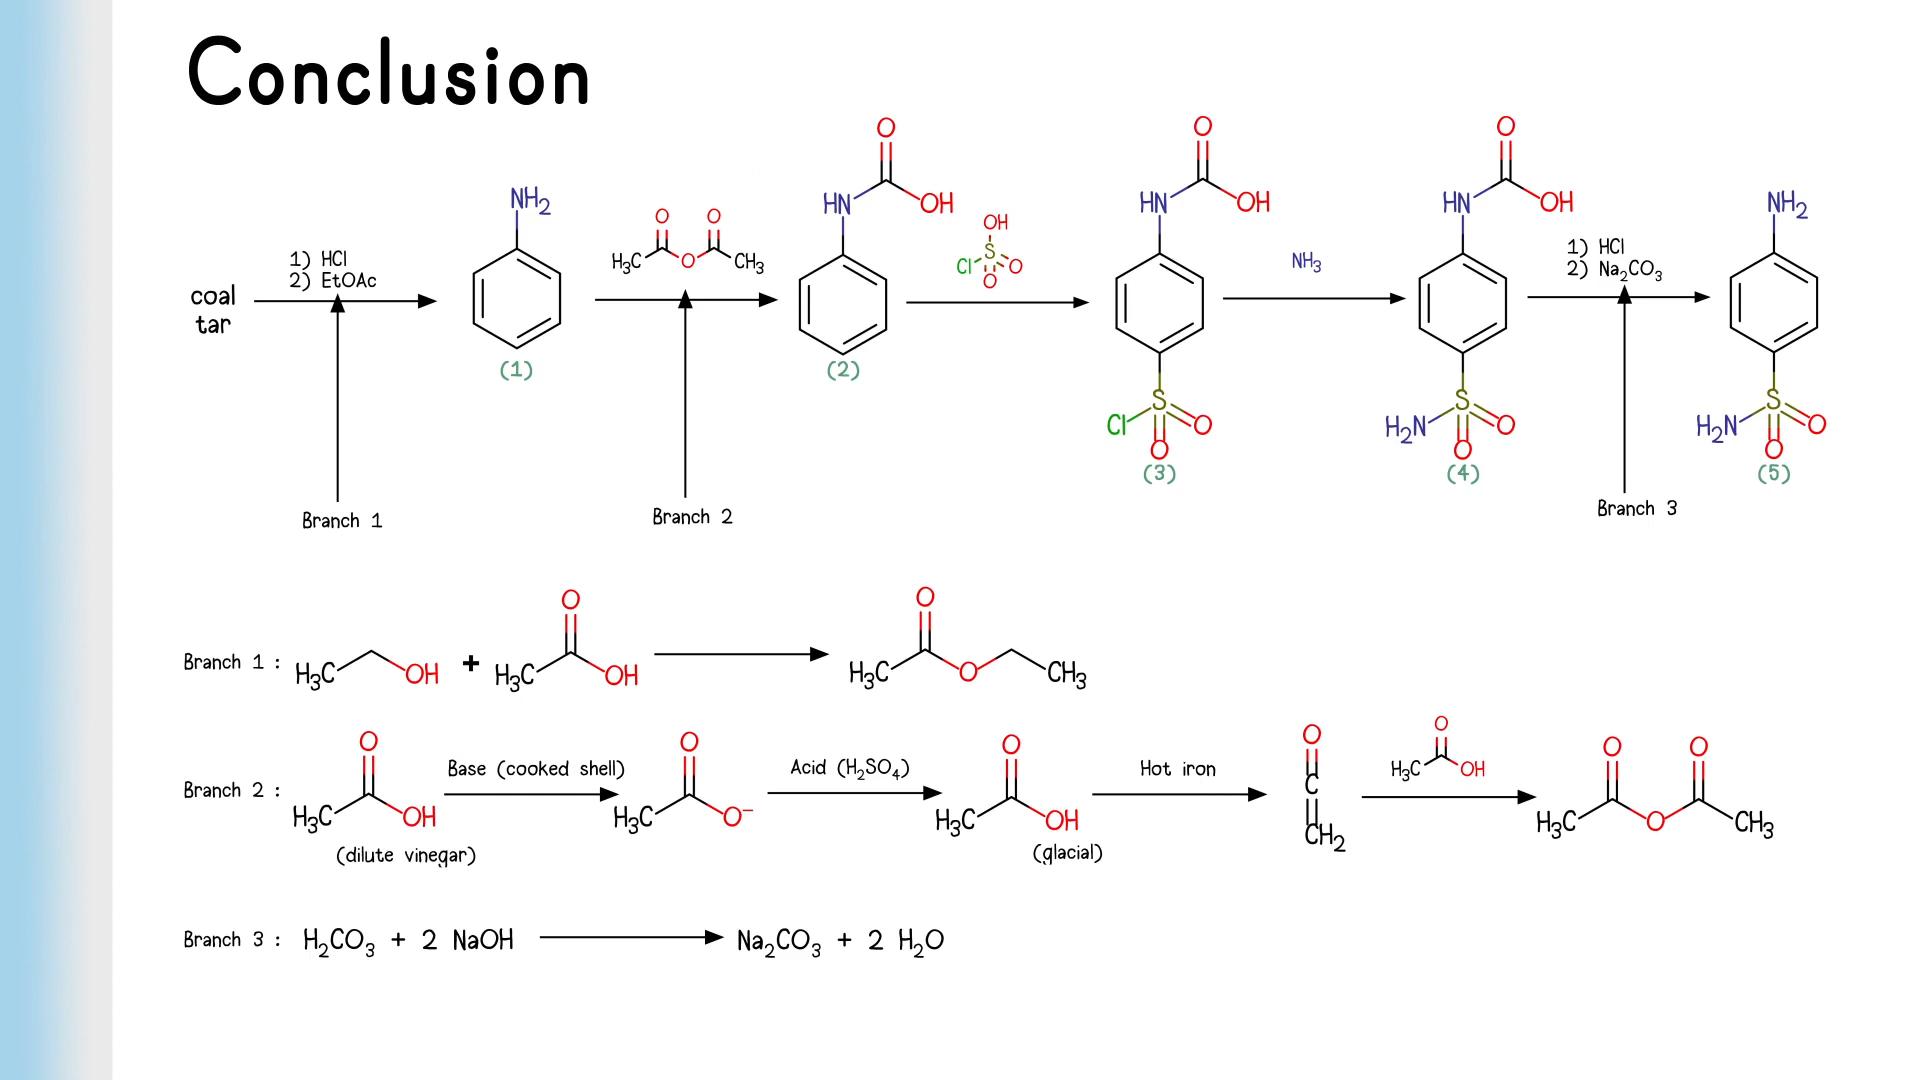 Conclusion
coal
tar
1) HCl
2) EtOAc
NH₂
(1)
O O
H₃C O CH₃
O
HN OH
(2)
OH
S
Cl O
O
O
HN OH
S
Cl O
O
(3)
NH₃
O
HN OH
S
H₂N O
O
(4)
1) HCl
2) Na₂CO₃
NH₂
S
H₂N O
O
(5)
Branch 1
Branch 2
Branch 3
Branch 1 : H₃C OH + H₃C O OH H₃C O O CH₃
Branch 2 : H₃C O OH Base (cooked shell) H₃C O O⁻ Acid (H₂SO₄) H₃C O OH Hot iron O C CH₂ H₃C O OH H₃C O O O CH₃
(dilute vinegar) (glacial)
Branch 3 : H₂CO₃ + 2 NaOH Na₂CO₃ + 2 H₂O